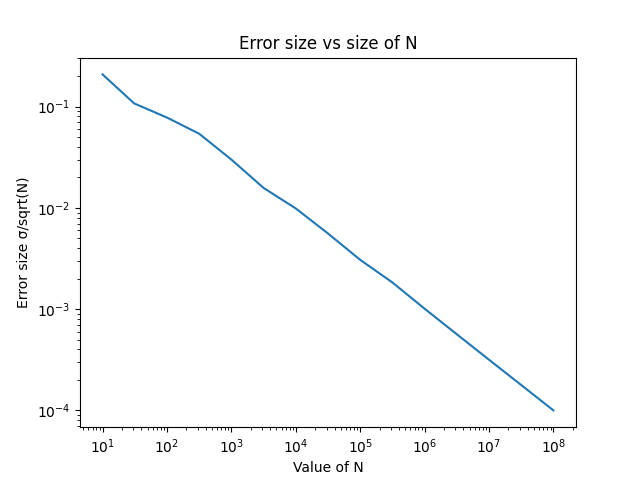 Error size vs size of N
Error size σ/sqrt(N)
10⁻¹
10⁻²
10⁻³
10⁻⁴
10¹ 10² 10³ 10⁴ 10⁵ 10⁶ 10⁷ 10⁸
Value of N